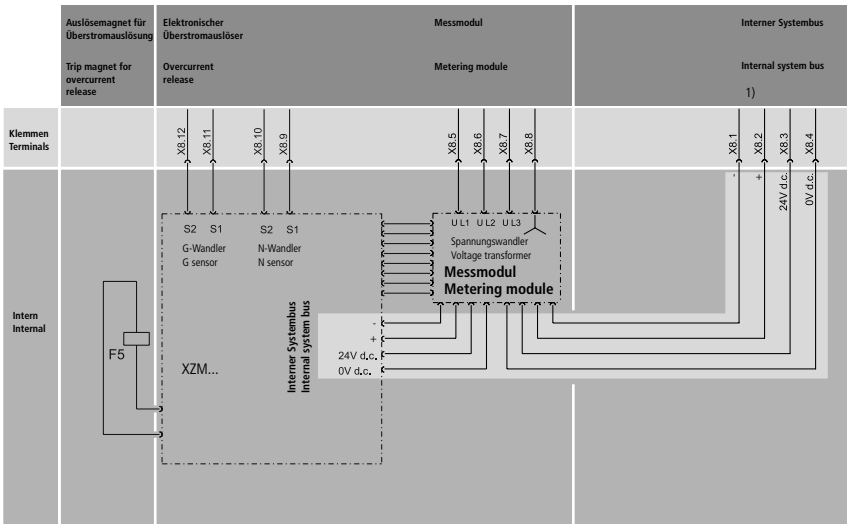 Auslösemagnet für
Überstromauslösung
Trip magnet for
overcurrent
release
Elektronischer
Überstromauslöser
Overcurrent
release
Messmodul
Metering module
Interner Systembus
Internal system bus
1)
Klemmen
Terminals
X8.12
X8.11
X8.10
X8.9
X8.5
X8.6
X8.7
X8.8
X8.1
X8.2
X8.3
X8.4
-
+
24V d.c.
0V d.c.
Intern
Internal
S2 S1 S2 S1
G-Wandler
G sensor
N-Wandler
N sensor
U L1 U L2 U L3
Spannungswandler
Voltage transformer
Messmodul
Metering module
Interner Systembus
Internal system bus
-
+
24V d.c.
0V d.c.
F5
XZM...